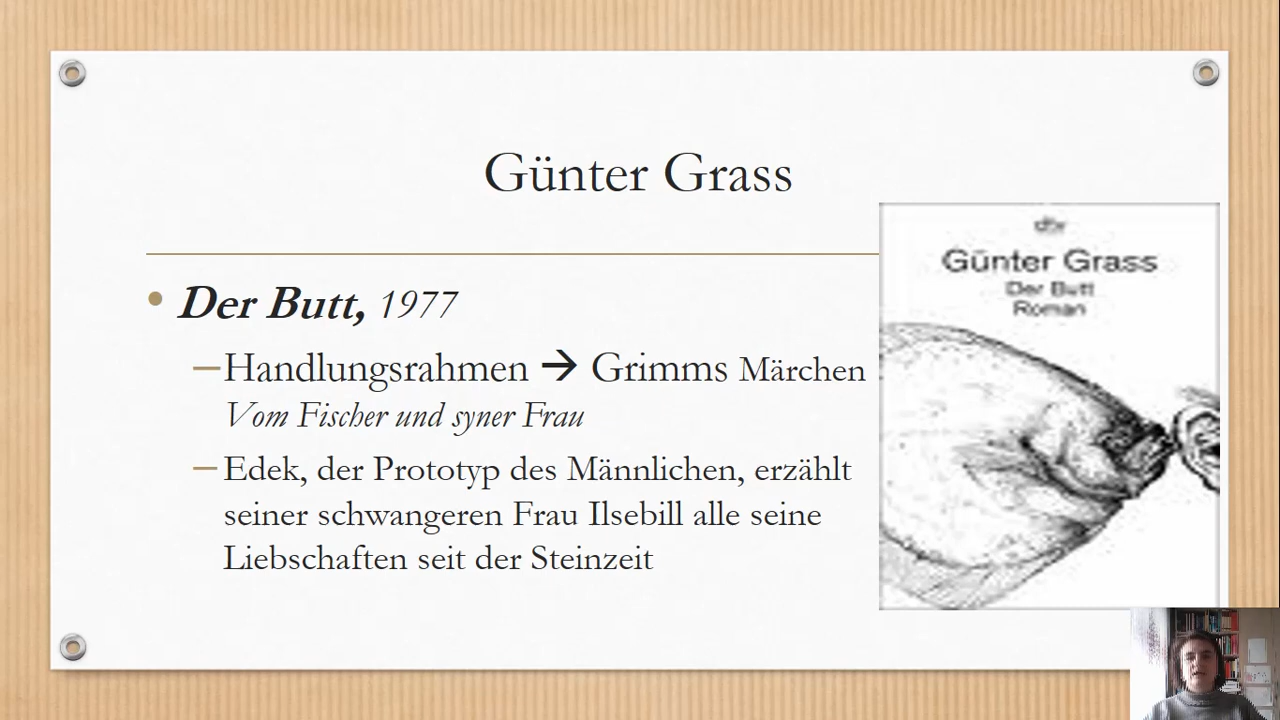 Günter Grass
dtv
Günter Grass
Der Butt
Roman
• Der Butt, 1977
–Handlungsrahmen → Grimms Märchen
Vom Fischer und syner Frau
–Edek, der Prototyp des Männlichen, erzählt
seiner schwangeren Frau Ilsebill alle seine
Liebschaften seit der Steinzeit